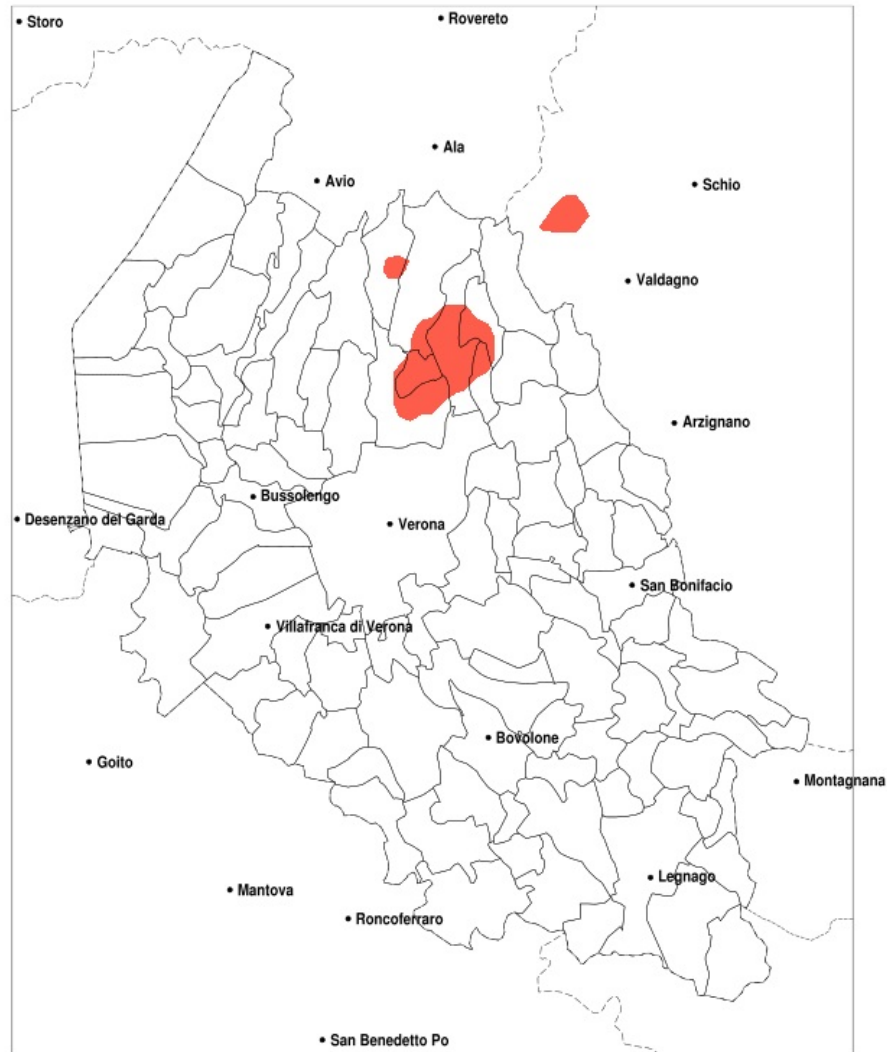 Storo
Rovereto
Ala
Avio
Schio
Valdagno
Arzignano
Bussolengo
Desenzano del Garda
Verona
San Bonifacio
Villafranca di Verona
Bovolone
Goito
Montagnana
Legnago
Mantova
Roncoferraro
San Benedetto Po